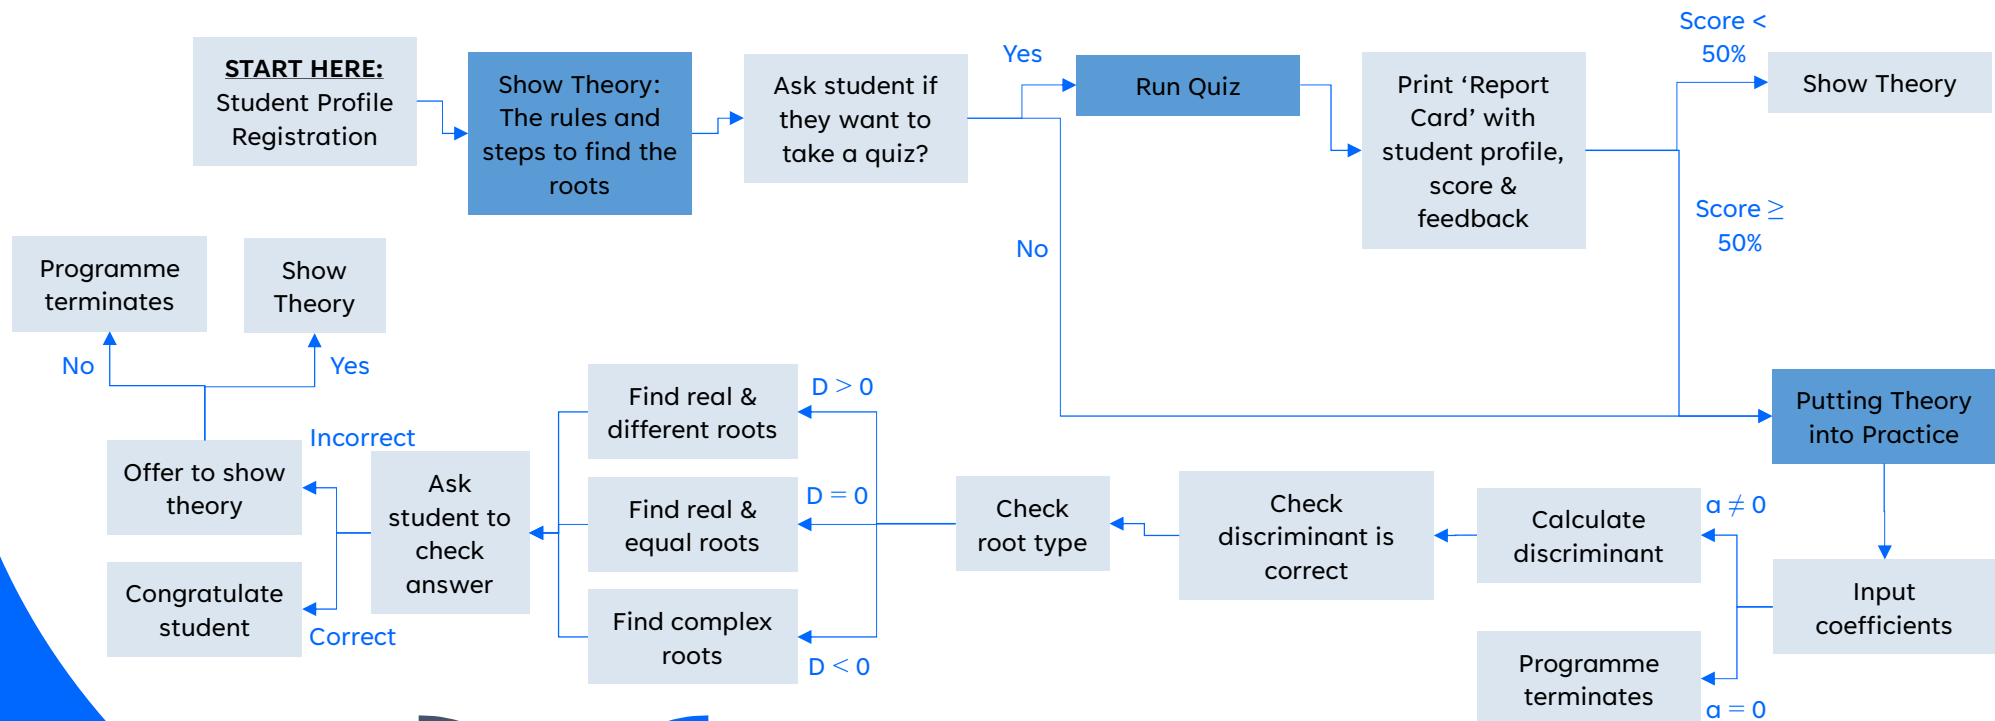 START HERE:
Student Profile
Registration
Show Theory:
The rules and
steps to find the
roots
Ask student if
they want to
take a quiz?
Yes
No
Run Quiz
Print ‘Report
Card’ with
student profile,
score &
feedback
Score <
50%
Show Theory
Score ≥
50%
Putting Theory
into Practice
Input
coefficients
a ≠ 0
Calculate
discriminant
a = 0
Programme
terminates
Check
discriminant is
correct
Check
root type
D > 0
Find real &
different roots
D = 0
Find real &
equal roots
D < 0
Find complex
roots
Ask
student to
check
answer
Incorrect
Offer to show
theory
Correct
Congratulate
student
No
Programme
terminates
Yes
Show
Theory